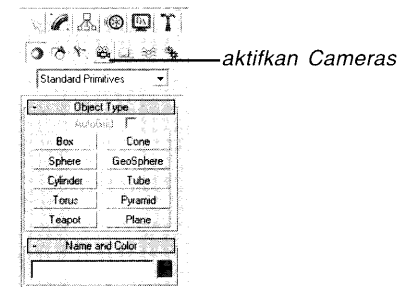 aktifkan Cameras
Standard Primitives
- Object Type
AutoGrid
Box Cone
Sphere GeoSphere
Cylinder Tube
Torus Pyramid
Teapot Plane
- Name and Color